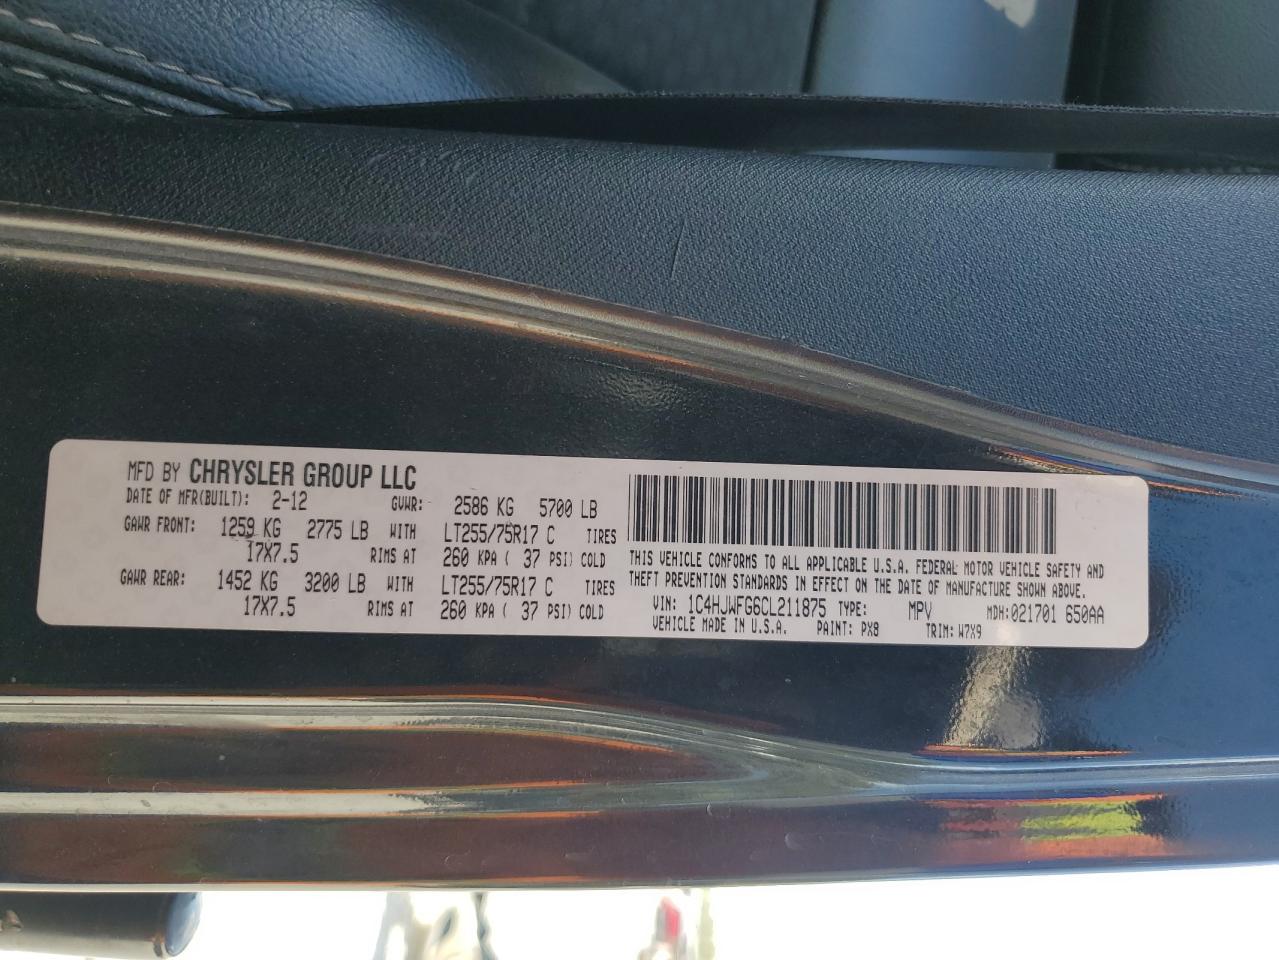 MFD BY CHRYSLER GROUP LLC
DATE OF MFR(BUILT): 2-12 GVWR: 2586 KG 5700 LB
GAWR FRONT: 1259 KG 2775 LB WITH LT255/75R17 C TIRES
17X7.5 RIMS AT 260 KPA ( 37 PSI) COLD
GAWR REAR: 1452 KG 3200 LB WITH LT255/75R17 C TIRES
17X7.5 RIMS AT 260 KPA ( 37 PSI) COLD
THIS VEHICLE CONFORMS TO ALL APPLICABLE U.S.A. FEDERAL MOTOR VEHICLE SAFETY AND
THEFT PREVENTION STANDARDS IN EFFECT ON THE DATE OF MANUFACTURE SHOWN ABOVE.
VIN: 1C4HJWFG6CL211875 TYPE: MPV MDH:021701 650AA
VEHICLE MADE IN U.S.A. PAINT: PX8 TRIM: W7X9